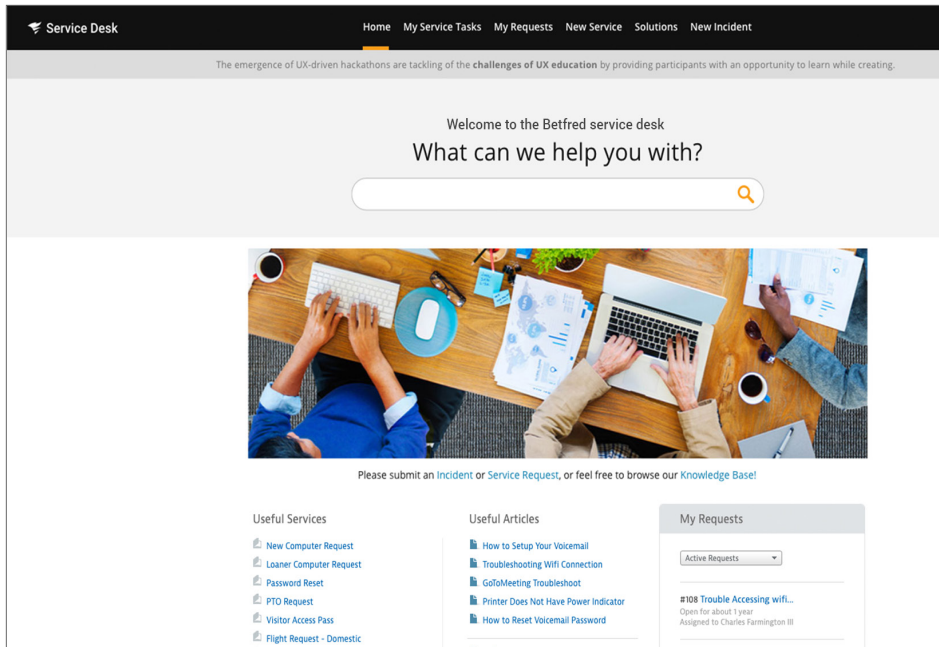 Service Desk
Home My Service Tasks My Requests New Service Solutions New Incident
The emergence of UX-driven hackathons are tackling of the challenges of UX education by providing participants with an opportunity to learn while creating.
Welcome to the Betfred service desk
What can we help you with?
Please submit an Incident or Service Request, or feel free to browse our Knowledge Base!
Useful Services
New Computer Request
Loaner Computer Request
Password Reset
PTO Request
Visitor Access Pass
Flight Request - Domestic
Useful Articles
How to Setup Your Voicemail
Troubleshooting Wifi Connection
GoToMeeting Troubleshoot
Printer Does Not Have Power Indicator
How to Reset Voicemail Password
My Requests
Active Requests
#108 Trouble Accessing wifi...
Open for about 1 year
Assigned to Charles Farmington III